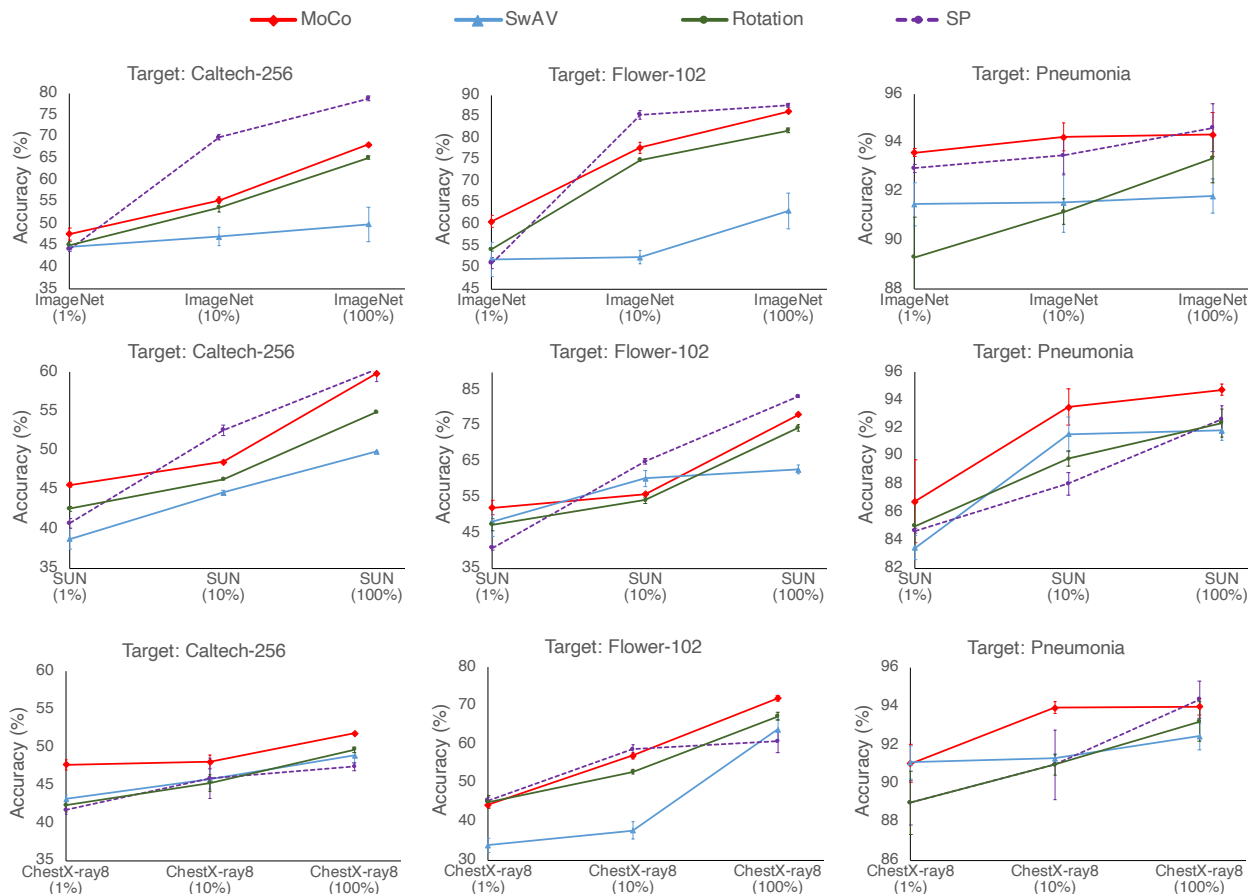 MoCo SwAV Rotation SP
Target: Caltech-256
Accuracy (%)
80
75
70
65
60
55
50
45
40
35
ImageNet ImageNet ImageNet
(1%) (10%) (100%)
Target: Flower-102
Accuracy (%)
90
85
80
75
70
65
60
55
50
45
ImageNet ImageNet ImageNet
(1%) (10%) (100%)
Target: Pneumonia
Accuracy (%)
96
94
92
90
88
ImageNet ImageNet ImageNet
(1%) (10%) (100%)
Target: Caltech-256
Accuracy (%)
60
55
50
45
40
35
SUN SUN SUN
(1%) (10%) (100%)
Target: Flower-102
Accuracy (%)
85
75
65
55
45
35
SUN SUN SUN
(1%) (10%) (100%)
Target: Pneumonia
Accuracy (%)
96
94
92
90
88
86
84
82
SUN SUN SUN
(1%) (10%) (100%)
Target: Caltech-256
Accuracy (%)
60
55
50
45
40
35
ChestX-ray8 ChestX-ray8 ChestX-ray8
(1%) (10%) (100%)
Target: Flower-102
Accuracy (%)
80
70
60
50
40
30
ChestX-ray8 ChestX-ray8 ChestX-ray8
(1%) (10%) (100%)
Target: Pneumonia
Accuracy (%)
96
94
92
90
88
86
ChestX-ray8 ChestX-ray8 ChestX-ray8
(1%) (10%) (100%)